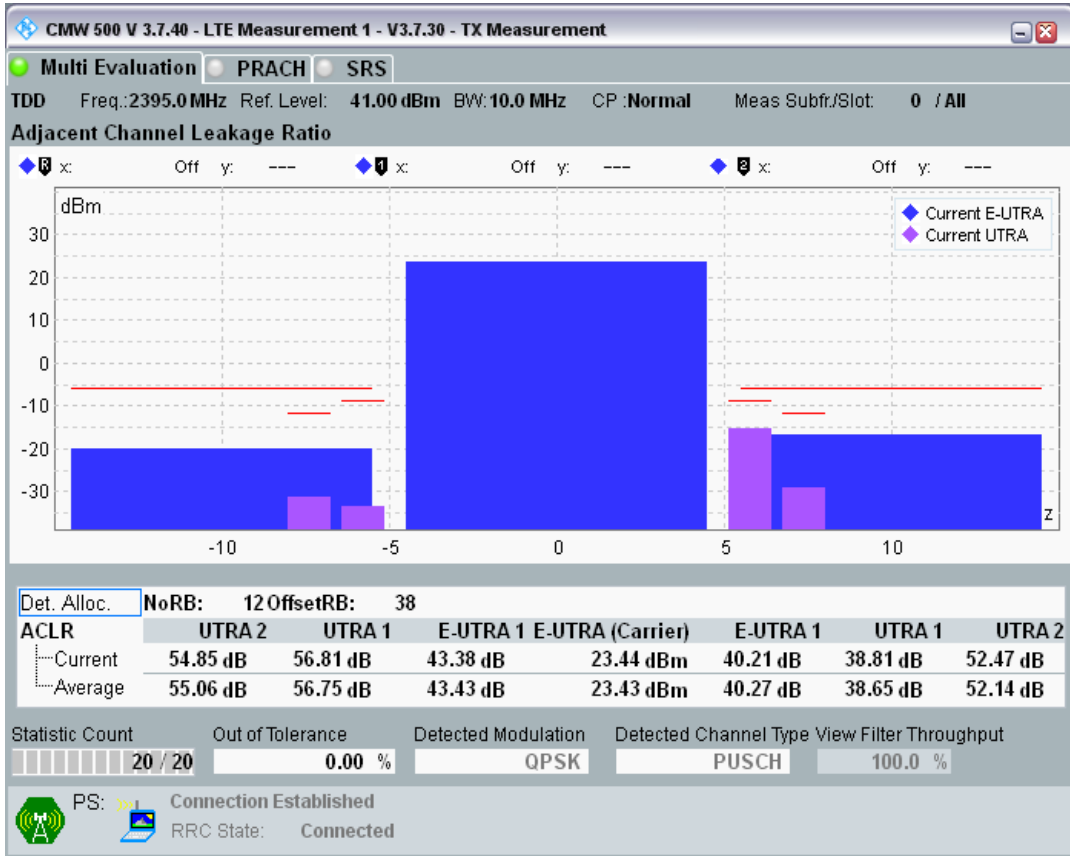 CMW 500 V 3.7.40 - LTE Measurement 1 - V3.7.30 - TX Measurement
Multi Evaluation PRACH SRS
TDD Freq.:2395.0 MHz Ref. Level: 41.00 dBm BW: 10.0 MHz CP :Normal Meas Subfr./Slot: 0 / All
Adjacent Channel Leakage Ratio
R x: Off y: --- 1 x: Off y: --- 2 x: Off y: ---
dBm
Current E-UTRA
Current UTRA
30
20
10
0
-10
-20
-30
z
-10 -5 0 5 10
Det. Alloc. NoRB: 12 OffsetRB: 38
ACLR UTRA 2 UTRA 1 E-UTRA 1 E-UTRA (Carrier) E-UTRA 1 UTRA 1 UTRA 2
Current 54.85 dB 56.81 dB 43.38 dB 23.44 dBm 40.21 dB 38.81 dB 52.47 dB
Average 55.06 dB 56.75 dB 43.43 dB 23.43 dBm 40.27 dB 38.65 dB 52.14 dB
Statistic Count Out of Tolerance Detected Modulation Detected Channel Type View Filter Throughput
20 / 20 0.00 % QPSK PUSCH 100.0 %
PS: Connection Established
RRC State: Connected